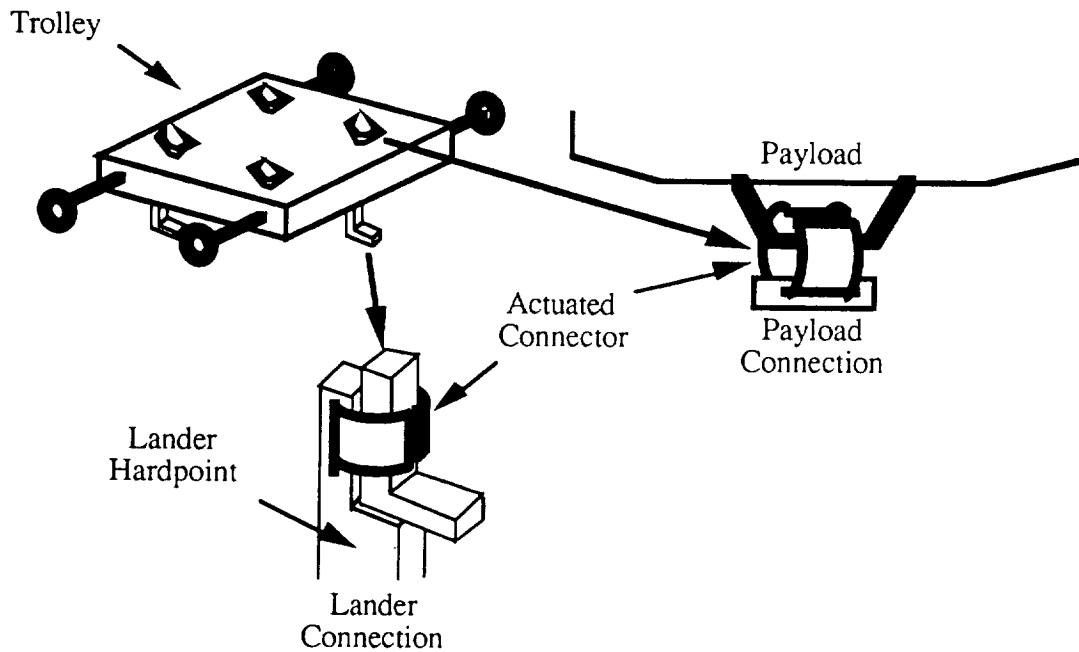 Trolley
Payload
Actuated
Connector
Payload
Connection
Lander
Hardpoint
Lander
Connection